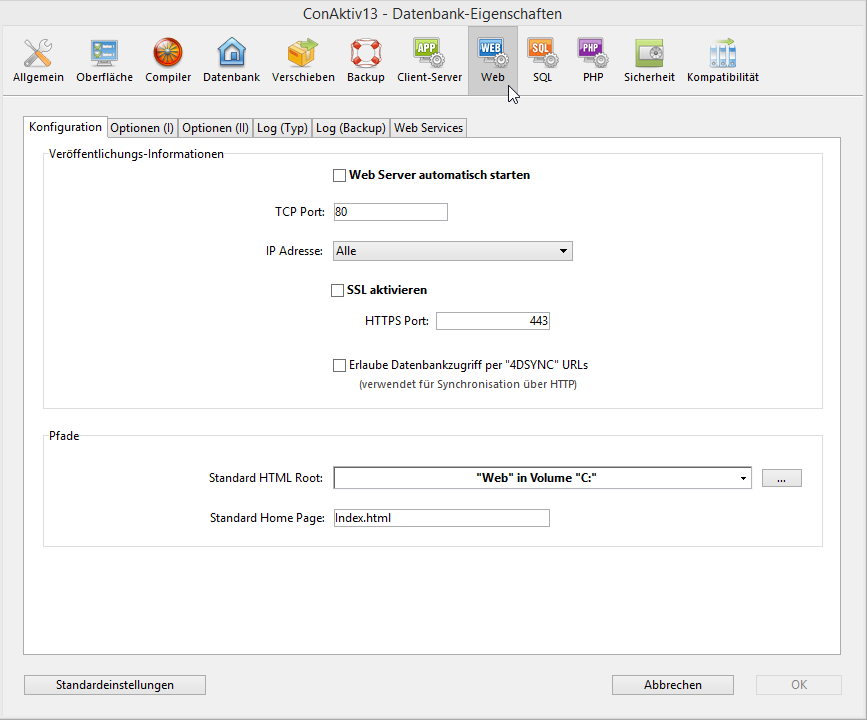 ConAktiv13 - Datenbank-Eigenschaften
APP WEB SQL PHP
Allgemein Oberfläche Compiler Datenbank Verschieben Backup Client-Server Web SQL PHP Sicherheit Kompatibilität
Konfiguration Optionen (I) Optionen (II) Log (Typ) Log (Backup) Web Services
Veröffentlichungs-Informationen
Web Server automatisch starten
TCP Port: 80
IP Adresse: Alle
SSL aktivieren
HTTPS Port: 443
Erlaube Datenbankzugriff per "4DSYNC" URLs
(verwendet für Synchronisation über HTTP)
Pfade
Standard HTML Root: "Web" in Volume "C:" ...
Standard Home Page: Index.html
Standardeinstellungen Abbrechen OK